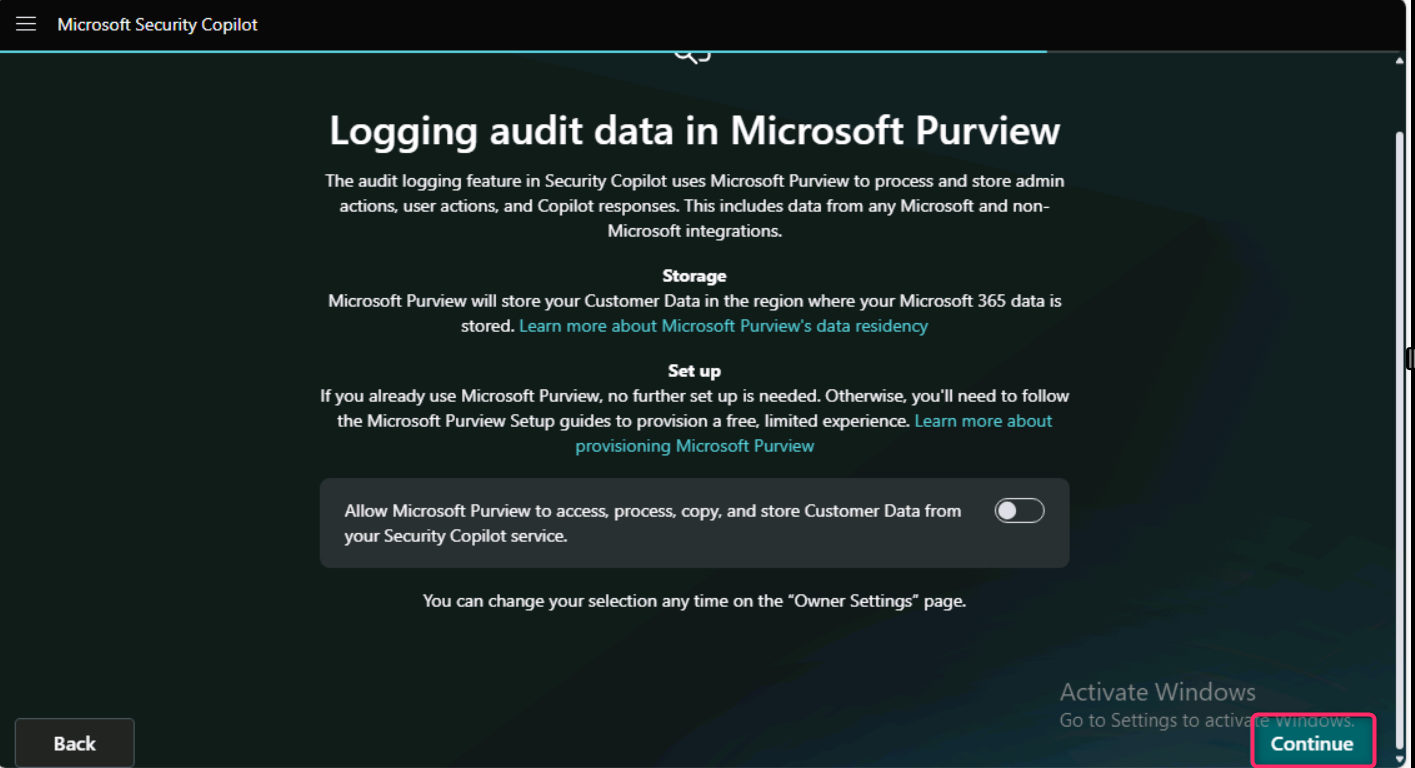 Microsoft Security Copilot
Logging audit data in Microsoft Purview
The audit logging feature in Security Copilot uses Microsoft Purview to process and store admin
actions, user actions, and Copilot responses. This includes data from any Microsoft and non-
Microsoft integrations.
Storage
Microsoft Purview will store your Customer Data in the region where your Microsoft 365 data is
stored. Learn more about Microsoft Purview's data residency
Set up
If you already use Microsoft Purview, no further set up is needed. Otherwise, you'll need to follow
the Microsoft Purview Setup guides to provision a free, limited experience. Learn more about
provisioning Microsoft Purview
Allow Microsoft Purview to access, process, copy, and store Customer Data from
your Security Copilot service.
You can change your selection any time on the “Owner Settings” page.
Activate Windows
Go to Settings to activate Windows.
Back
Continue